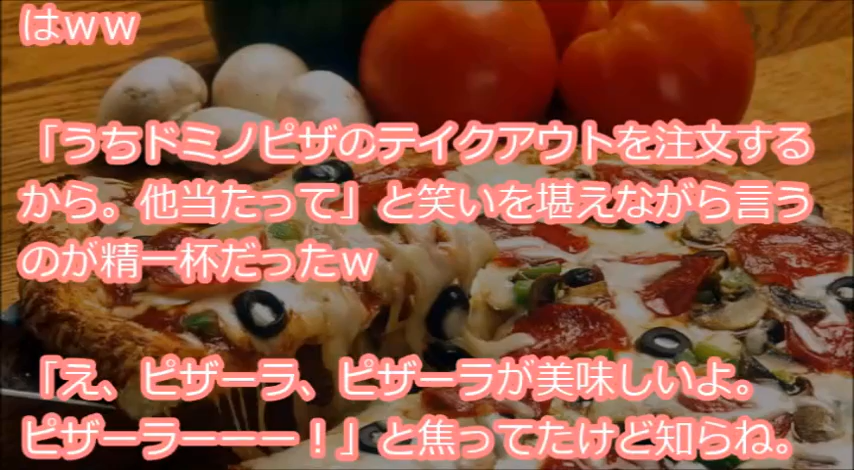 はｗｗ
「うちドミノピザのテイクアウトを注文する
から。他当たって」と笑いを堪えながら言う
のが精一杯だったｗ
「え、ピザーラ、ピザーラが美味しいよ。
ピザーラーーー！」と焦ってたけど知らね。